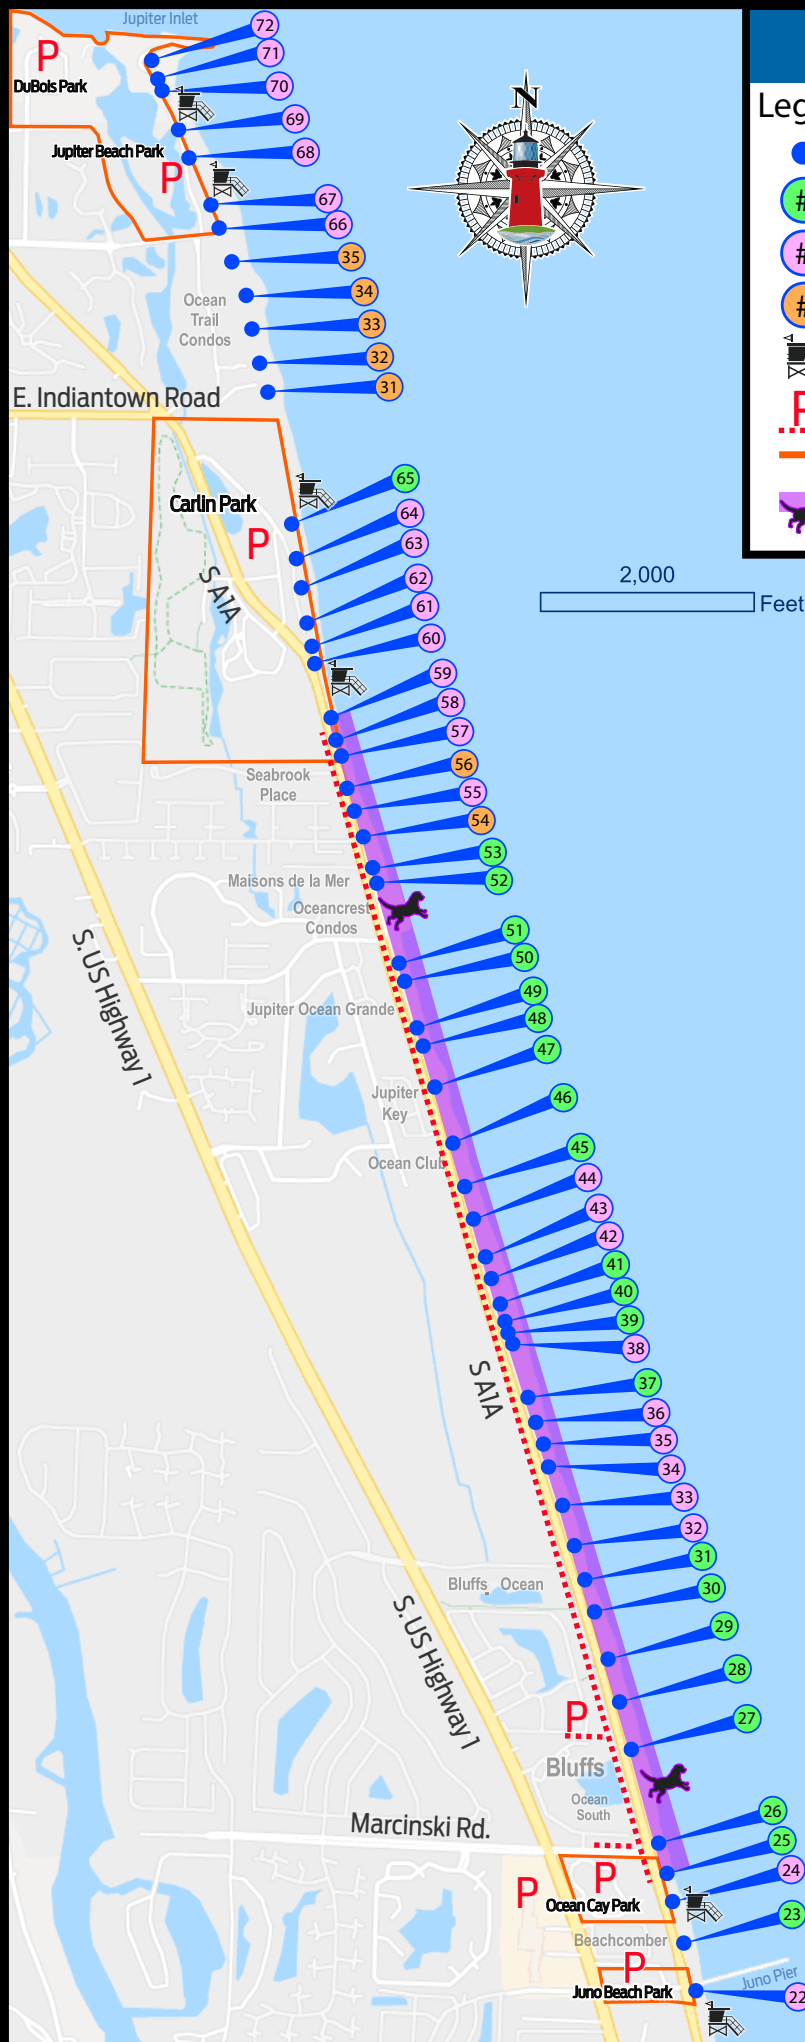 Jupiter Inlet
72
P
71
DuBois Park
70
69
Jupiter Beach Park
68
P
67
66
35
34
Ocean
Trail
Condos
33
32
31
E. Indiantown Road
N
Leg
#
#
#
P
65
Carlin Park
64
P
63
S A1A
62
61
60
2,000
Feet
59
58
57
56
Seabrook
Place
55
54
53
Maisons de la Mer
52
Oceancrest
Condos
51
50
S. US Highway 1
49
Jupiter Ocean Grande
48
47
Jupiter
Key
46
Ocean Club
45
44
43
42
41
40
39
38
S A1A
37
36
35
34
33
32
31
Bluffs Ocean
30
29
S. US Highway 1
28
P
27
Bluffs
Ocean
South
26
Marcinski Rd.
25
24
P
P
Ocean Cay Park
23
Beachcomber
P
Juno Pier
Juno Beach Park
22